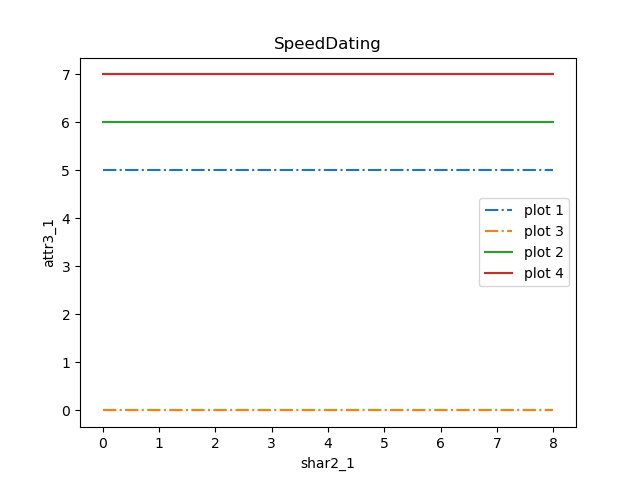 SpeedDating
7
6
5
4
3
2
1
0
attr3_1
plot 1
plot 3
plot 2
plot 4
0 1 2 3 4 5 6 7 8
shar2_1